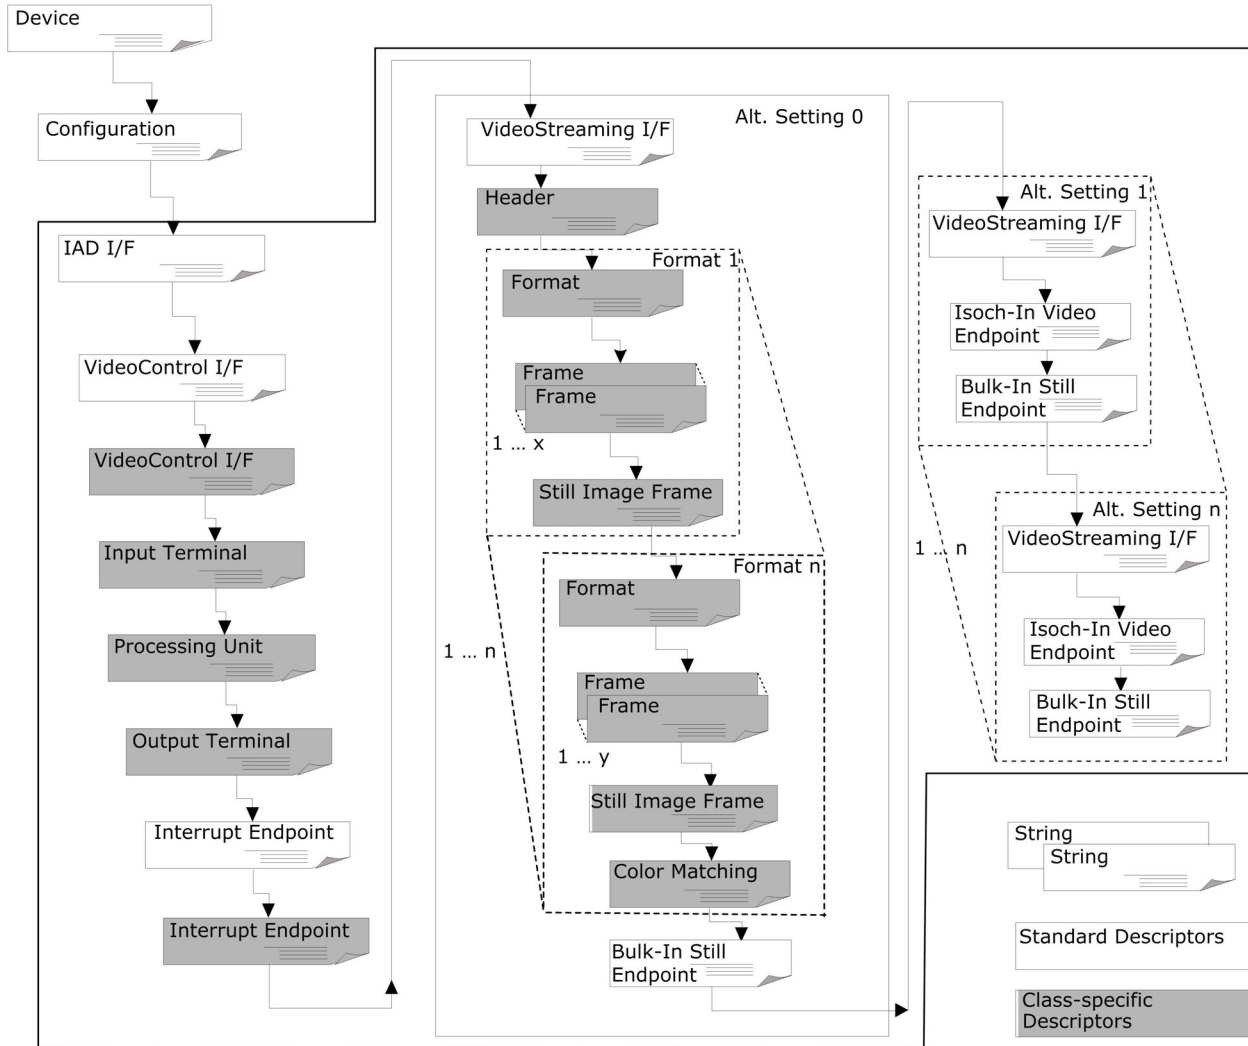 Device
Configuration
IAD I/F
VideoControl I/F
VideoControl I/F
Input Terminal
Processing Unit
Output Terminal
Interrupt Endpoint
Interrupt Endpoint
Alt. Setting 0
VideoStreaming I/F
Header
Format 1
Format
Frame
Frame
1 ... x
Still Image Frame
Format n
Format
1 ... n
Frame
Frame
1 ... y
Still Image Frame
Color Matching
Bulk-In Still
Endpoint
Alt. Setting 1
VideoStreaming I/F
Isoch-In Video
Endpoint
Bulk-In Still
Endpoint
Alt. Setting n
VideoStreaming I/F
1 ... n
Isoch-In Video
Endpoint
Bulk-In Still
Endpoint
String
String
Standard Descriptors
Class-specific
Descriptors